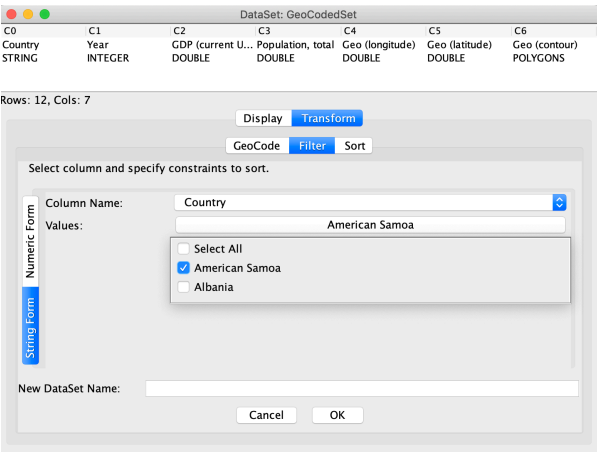 DataSet: GeoCodedSet
C0 C1 C2 C3 C4 C5 C6
Country Year GDP (current U... Population, total Geo (longitude) Geo (latitude) Geo (contour)
STRING INTEGER DOUBLE DOUBLE DOUBLE DOUBLE POLYGONS
Rows: 12, Cols: 7
Display Transform
GeoCode Filter Sort
Select column and specify constraints to sort.
Numeric Form
String Form
Column Name: Country
Values: American Samoa
Select All
American Samoa
Albania
New DataSet Name:
Cancel OK